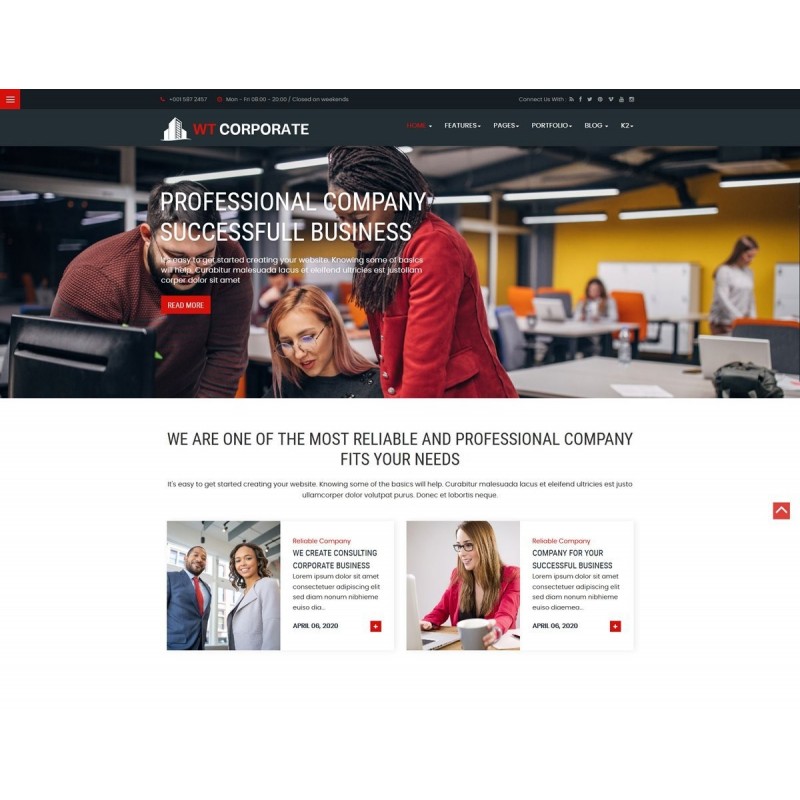 +001 587 2457 Mon - Fri 08:00 - 20:00 / Closed on weekends Connect Us With
WT CORPORATE HOME FEATURES PAGES PORTFOLIO BLOG K2
PROFESSIONAL COMPANY
SUCCESSFULL BUSINESS
It's easy to get started creating your website. Knowing some of basics
will help. Curabitur malesuada lacus et eleifend ultricies est justollam
corper dolor sit amet
READ MORE
WE ARE ONE OF THE MOST RELIABLE AND PROFESSIONAL COMPANY
FITS YOUR NEEDS
It's easy to get started creating your website. Knowing some of the basics will help. Curabitur malesuada lacus et eleifend ultricies est justo
ullamcorper dolor volutpat purus. Donec et lobortis neque.
Reliable Company
WE CREATE CONSULTING
CORPORATE BUSINESS
Lorem ipsum dolor sit amet
consectetuer adipiscing elit
sed diam nonum nibhieme
euiso dia...
APRIL 06, 2020
Reliable Company
COMPANY FOR YOUR
SUCCESSFUL BUSINESS
Lorem ipsum dolor sit amet
consectetuer adipiscing elit
sed diam nonum nibhieme
euiso diaemea...
APRIL 06, 2020